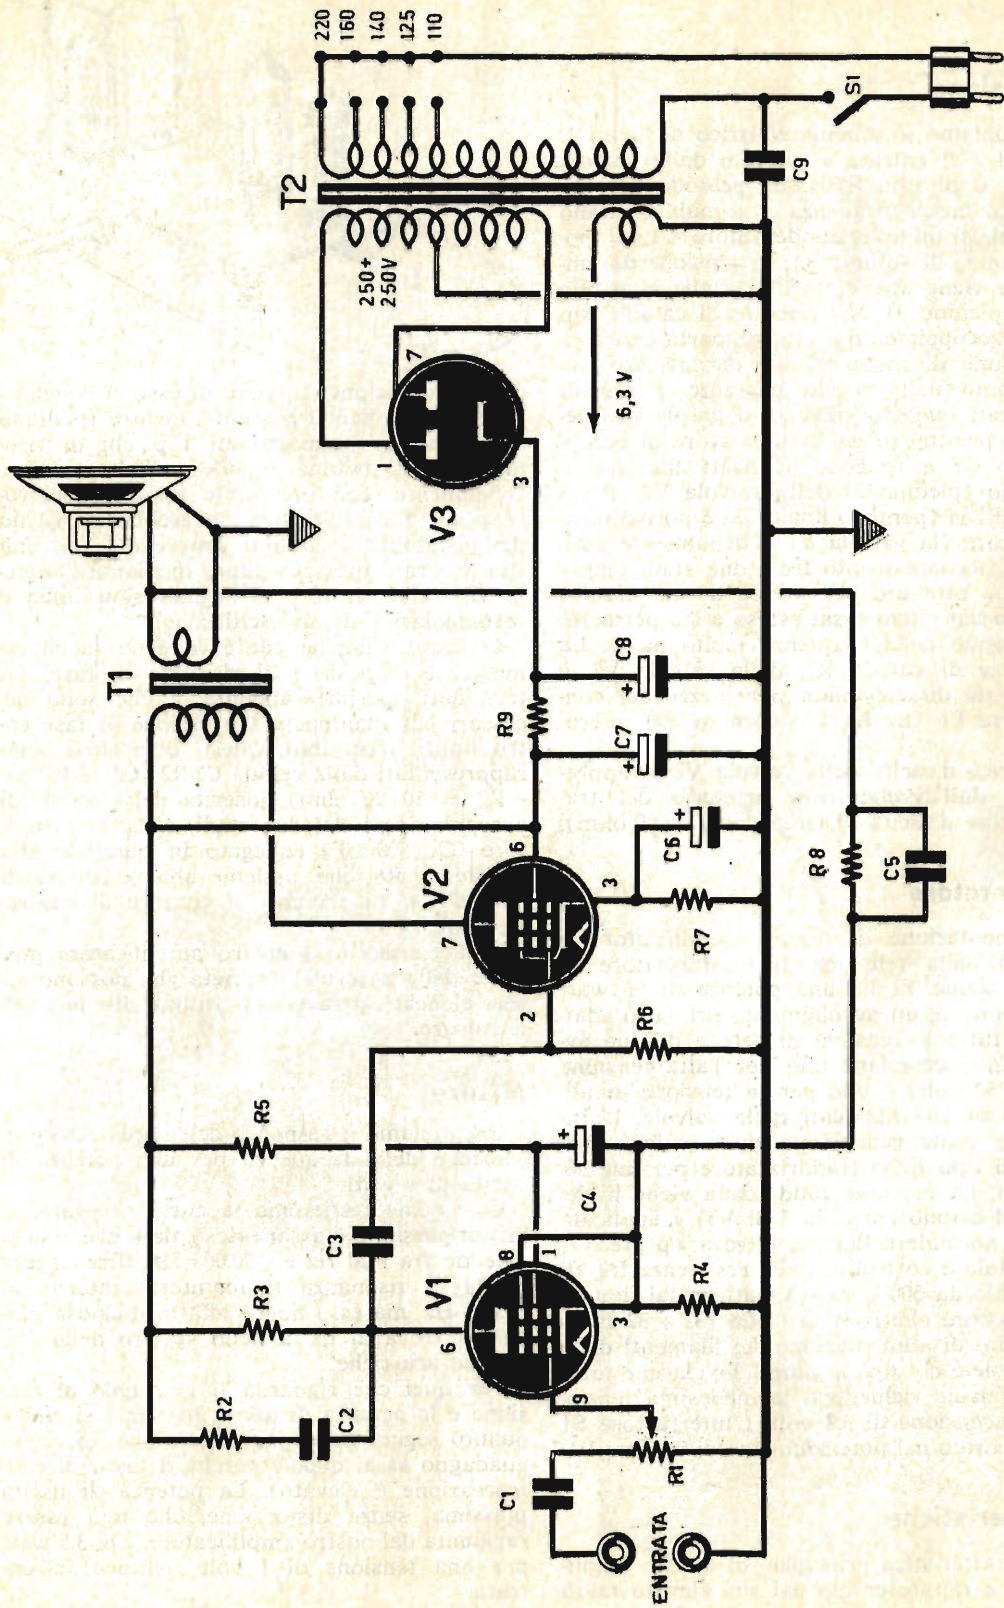 ENTRATA
C1
R1
R2
C2
R3
C3
V1
6
9
8
1
3
R4
C4
+
R5
R6
V2
7
6
2
3
R7
C6
+
C7
+
R9
C8
+
R8
C5
T1
V3
1
7
3
250+
250V
6,3 V
T2
220
160
140
125
110
C9
S1